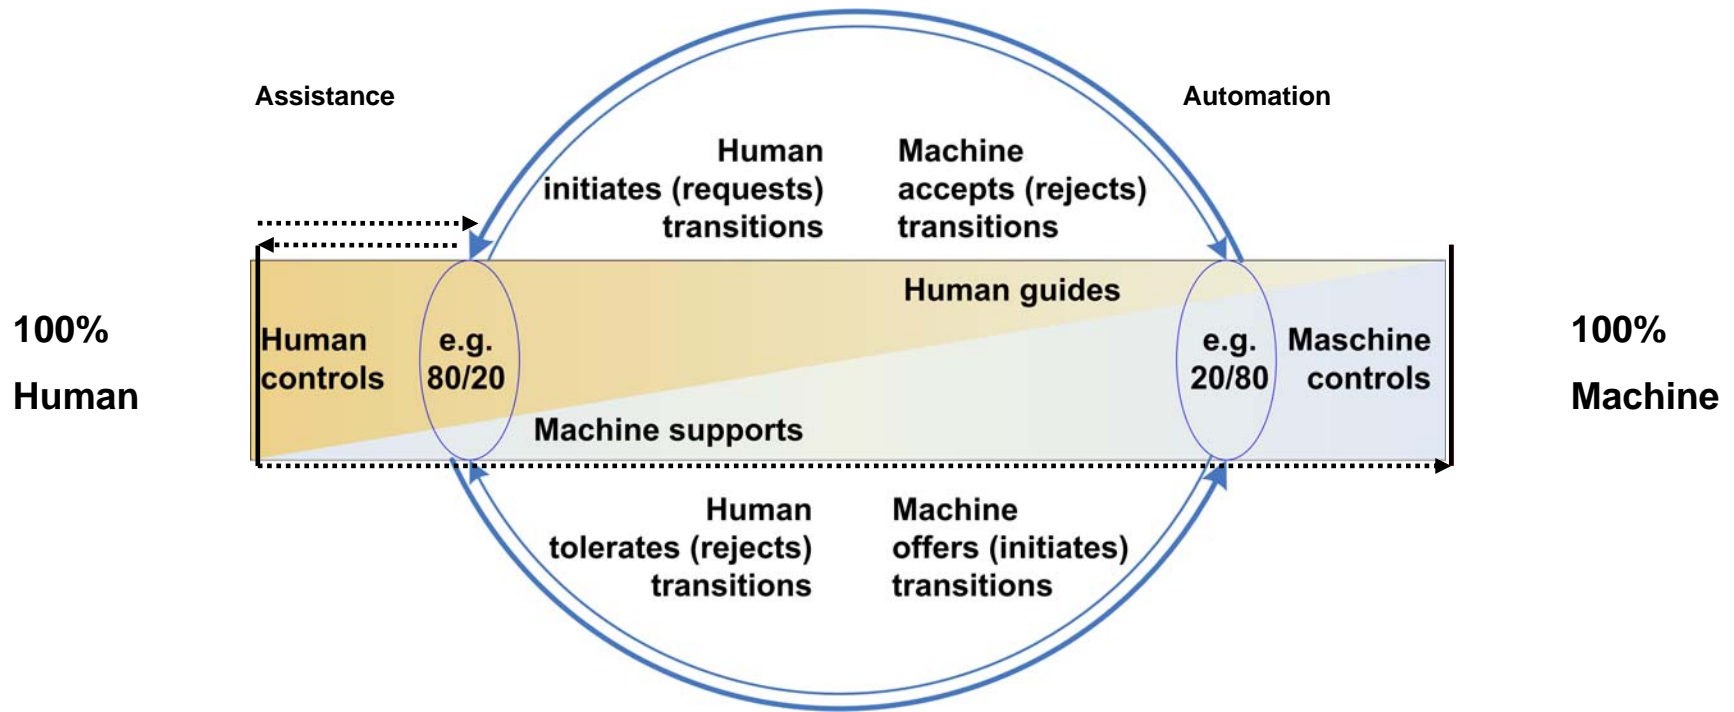 Assistance
Automation
Human
initiates (requests)
transitions
Machine
accepts (rejects)
transitions
100%
Human
Human
controls
e.g.
80/20
Human guides
Machine supports
e.g.
20/80
Maschine
controls
100%
Machine
Human
tolerates (rejects)
transitions
Machine
offers (initiates)
transitions